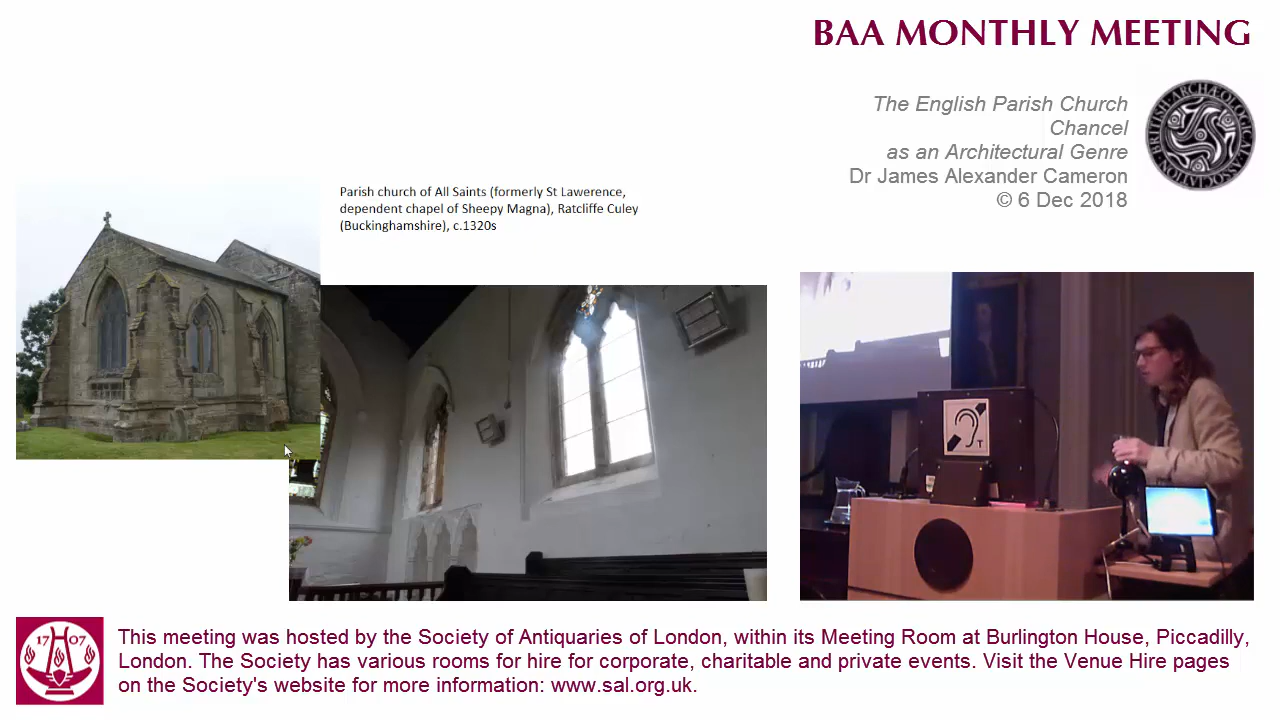 BAA MONTHLY MEETING
The English Parish Church
Chancel
as an Architectural Genre
Dr James Alexander Cameron
© 6 Dec 2018
BRITISH·ARCHÆOLOGICAL·ASSOCIATION·
Parish church of All Saints (formerly St Lawerence,
dependent chapel of Sheepy Magna), Ratcliffe Culey
(Buckinghamshire), c.1320s
T
1707
This meeting was hosted by the Society of Antiquaries of London, within its Meeting Room at Burlington House, Piccadilly,
London. The Society has various rooms for hire for corporate, charitable and private events. Visit the Venue Hire pages
on the Society's website for more information: www.sal.org.uk.